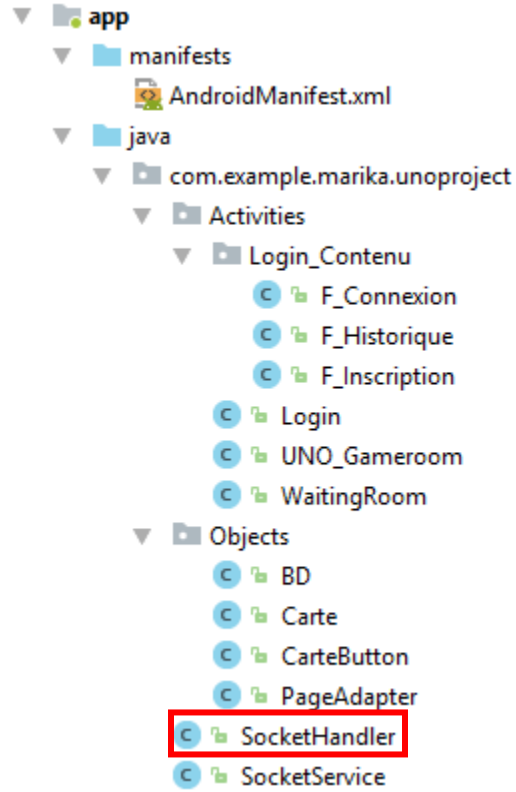 app
manifests
AndroidManifest.xml
java
com.example.marika.unoproject
Activities
Login_Contenu
C F_Connexion
C F_Historique
C F_Inscription
C Login
C UNO_Gameroom
C WaitingRoom
Objects
C BD
C Carte
C CarteButton
C PageAdapter
C SocketHandler
C SocketService